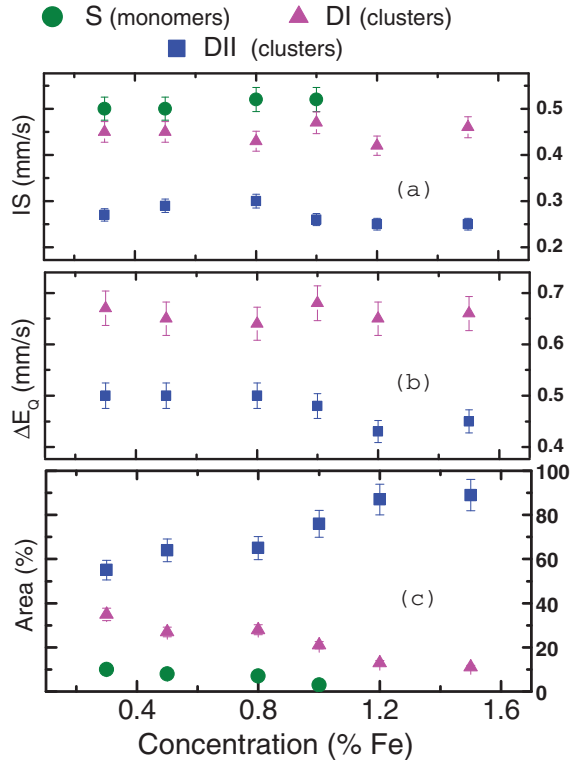 S (monomers) DI (clusters)
DII (clusters)
IS (mm/s)
0.5
0.4
0.3
0.2
(a)
ΔE_Q (mm/s)
0.7
0.6
0.5
0.4
(b)
Area (%)
100
80
60
40
20
0
(c)
0.4 0.8 1.2 1.6
Concentration (% Fe)